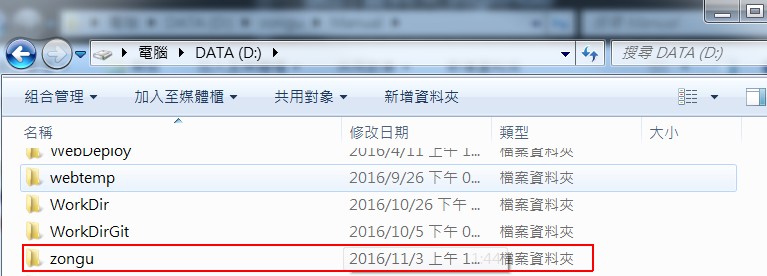 電腦 DATA (D:) 搜尋 DATA (D:)
組合管理 加入至媒體櫃 共用對象 新增資料夾
名稱 修改日期 類型 大小
WebDeploy 2016/4/11 上午 1... 檔案資料夾
webtemp 2016/9/26 下午 0... 檔案資料夾
WorkDir 2016/10/26 下午 ... 檔案資料夾
WorkDirGit 2016/10/5 下午 0... 檔案資料夾
zongu 2016/11/3 上午 1... 檔案資料夾